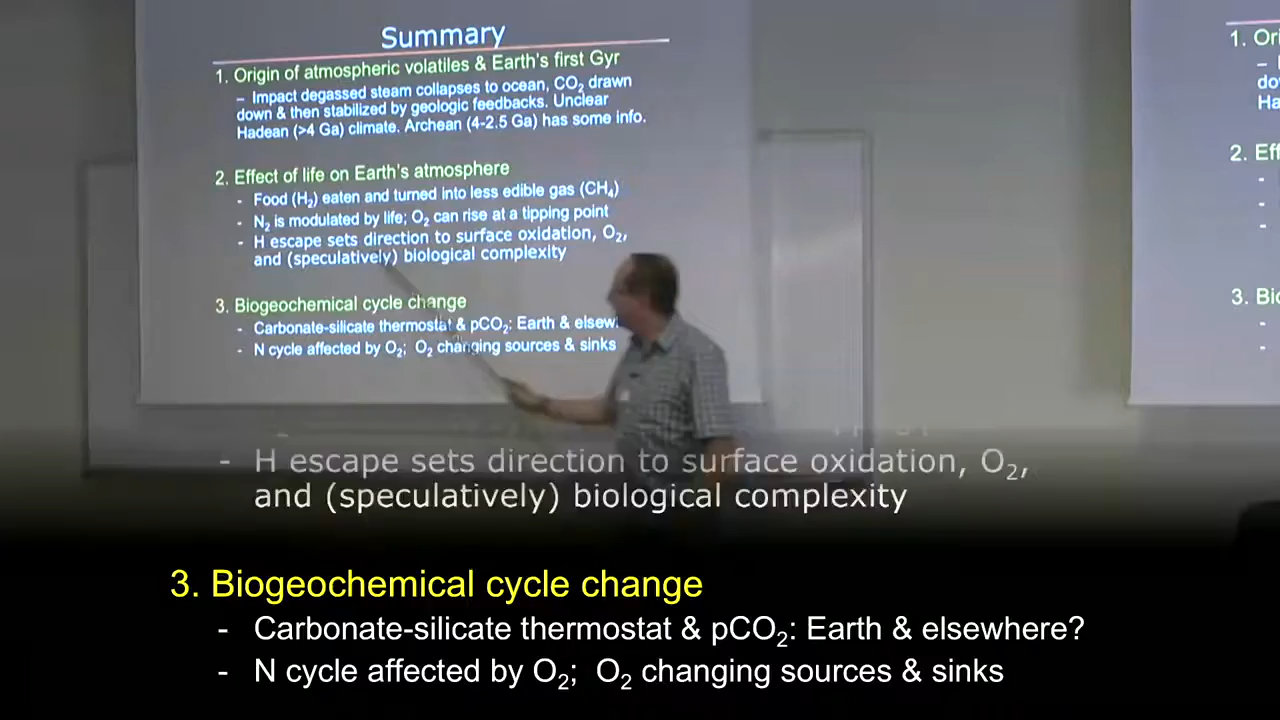 Summary
1. Origin of atmospheric volatiles & Earth's first Gyr
– Impact degassed steam collapses to ocean, CO₂ drawn
down & then stabilized by geologic feedbacks. Unclear
Hadean (>4 Ga) climate. Archean (4-2.5 Ga) has some info.
2. Effect of life on Earth's atmosphere
- Food (H₂) eaten and turned into less edible gas (CH₄)
- N₂ is modulated by life; O₂ can rise at a tipping point
- H escape sets direction to surface oxidation, O₂,
and (speculatively) biological complexity
3. Biogeochemical cycle change
- Carbonate-silicate thermostat & pCO₂: Earth &
- N cycle affected by O₂; O₂ changing sources & sinks
1. Ori
–
do
Ha
2. Eff
-
-
-
3. Bio
-
-
- H escape sets direction to surface oxidation, O₂,
and (speculatively) biological complexity
3. Biogeochemical cycle change
- Carbonate-silicate thermostat & pCO₂: Earth & elsewhere?
- N cycle affected by O₂; O₂ changing sources & sinks